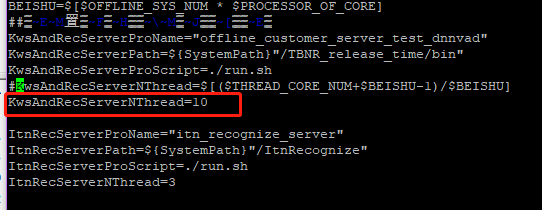 BEISHU=$[$OFFLINE_SYS_NUM * $PROCESSOR_OF_CORE]
##
KwsAndRecServerProName="offline_customer_server_test_dnnvad"
KwsAndRecServerPath=${SystemPath}"/TBNR_release_time/bin"
KwsAndRecServerProScript=./run.sh
#KwsAndRecServerNThread=$[($THREAD_CORE_NUM+$BEISHU-1)/$BEISHU]
KwsAndRecServerNThread=10
ItnRecServerProName="itn_recognize_server"
ItnRecServerPath=${SystemPath}"/ItnRecognize"
ItnRecServerProScript=./run.sh
ItnRecServerNThread=3